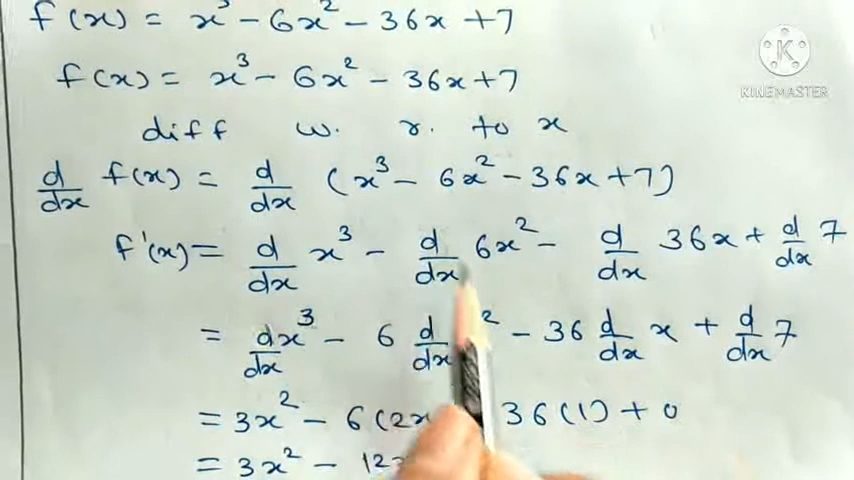 f(x) = x³ - 6x² - 36x + 7
K
KINEMASTER
f(x) = x³ - 6x² - 36x + 7
diff w. r. to x
d/dx f(x) = d/dx (x³ - 6x² - 36x + 7)
f'(x) = d/dx x³ - d/dx 6x² - d/dx 36x + d/dx 7
= d/dx x³ - 6 d/dx ² - 36 d/dx x + d/dx 7
= 3x² - 6(2x 36(1) + 0
= 3x² - 12x